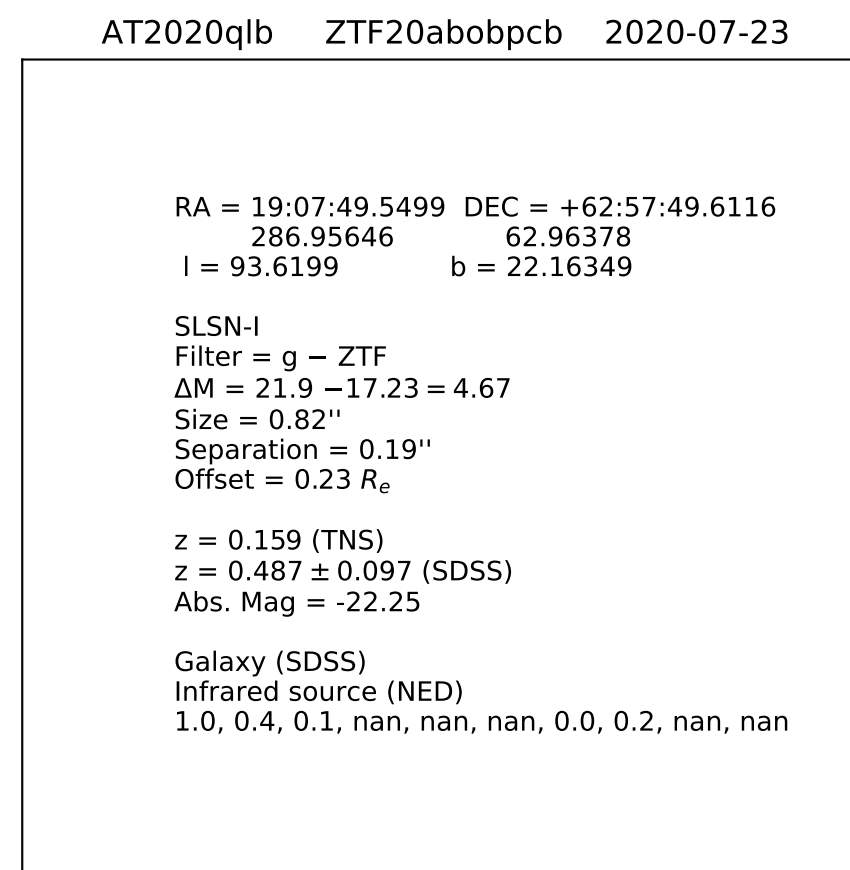 AT2020qlb ZTF20abobpcb 2020-07-23
RA = 19:07:49.5499 DEC = +62:57:49.6116
286.95646 62.96378
l = 93.6199 b = 22.16349
SLSN-I
Filter = g − ZTF
ΔM = 21.9 −17.23 = 4.67
Size = 0.82''
Separation = 0.19''
Offset = 0.23 Rₑ
z = 0.159 (TNS)
z = 0.487 ± 0.097 (SDSS)
Abs. Mag = -22.25
Galaxy (SDSS)
Infrared source (NED)
1.0, 0.4, 0.1, nan, nan, nan, 0.0, 0.2, nan, nan